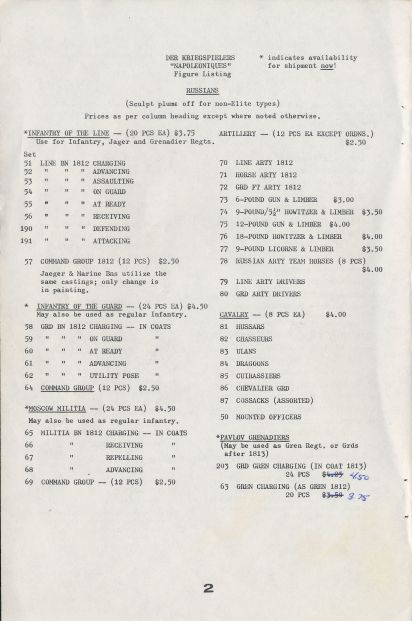 DER KRIEGSPIELERS
"NAPOLEONIQUES"
Figure Listing
* indicates availability
for shipment now!
RUSSIANS
(Sculpt plume off for non-Elite types)
Prices as per column heading except where noted otherwise.
*INFANTRY OF THE LINE — (20 PCS EA) $3.75
Use for Infantry, Jager and Grenadier Regts.
Set
51 LINE BN 1812 CHARGING
52 " " " ADVANCING
53 " " " ASSAULTING
54 " " " ON GUARD
55 " " " AT READY
56 " " " RECEIVING
190 " " " DEFENDING
191 " " " ATTACKING
57 COMMAND GROUP 1812 (12 PCS) $2.50
Jaeger & Marine Bns utilize the
same castings; only change is
in painting.
* INFANTRY OF THE GUARD — (24 PCS EA) $4.50
May also be used as regular infantry.
58 GRD BN 1812 CHARGING — IN COATS
59 " " " ON GUARD "
60 " " " AT READY "
61 " " " ADVANCING "
62 " " " UTILITY POSE "
64 COMMAND GROUP (12 PCS) $2.50
*MOSCOW MILITIA — (24 PCS EA) $4.50
May also be used as regular infantry.
65 MILITIA BN 1812 CHARGING — IN COATS
66 " RECEIVING "
67 " REPELLING "
68 " ADVANCING "
69 COMMAND GROUP — (12 PCS) $2.50
ARTILLERY — (12 PCS EA EXCEPT ORDNS.)
$2.50
70 LINE ARTY 1812
71 HORSE ARTY 1812
72 GRD FT ARTY 1812
73 6-POUND GUN & LIMBER $3.00
74 9-POUND/5½" HOWITZER & LIMBER $3.50
75 12-POUND GUN & LIMBER $4.00
76 18-POUND HOWITZER & LIMBER $4.00
77 9-POUND LICORNE & LIMBER $3.50
78 RUSSIAN ARTY TEAM HORSES (8 PCS)
$4.00
79 LINE ARTY DRIVERS
80 GRD ARTY DRIVERS
CAVALRY — (8 PCS EA) $4.00
81 HUSSARS
82 CHASSEURS
83 ULANS
84 DRAGOONS
85 CUIRASSIERS
86 CHEVALIER GRD
87 COSSACKS (ASSORTED)
50 MOUNTED OFFICERS
*PAVLOV GRENADIERS
(May be used as Gren Regt. or Grds
after 1813)
203 GRD GREN CHARGING (IN COAT 1813)
24 PCS $4.25 4.50
63 GREN CHARGING (AS GREN 1812)
20 PCS $3.50 3.75
2